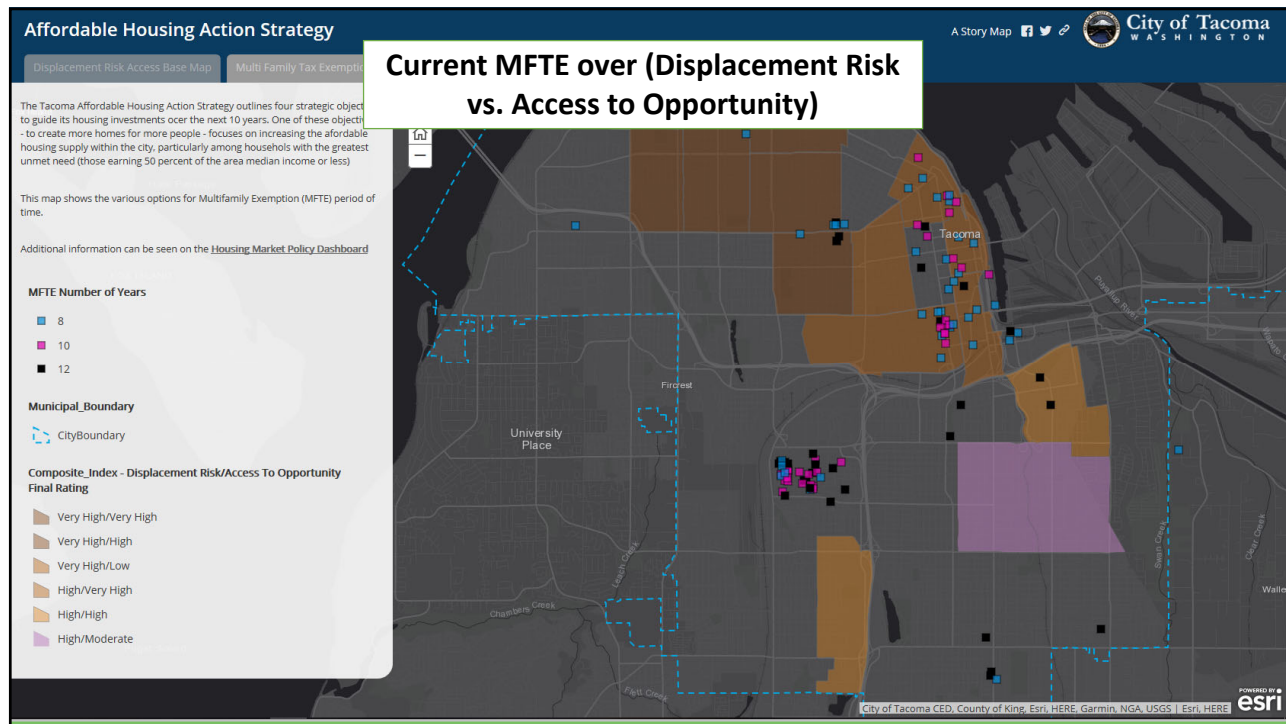 Affordable Housing Action Strategy
A Story Map
City of Tacoma
WASHINGTON
Displacement Risk Access Base Map
Multi Family Tax Exemptio
Current MFTE over (Displacement Risk
vs. Access to Opportunity)
The Tacoma Affordable Housing Action Strategy outlines four strategic object
to guide its housing investments ocer the next 10 years. One of these objectiv
- to create more homes for more people - focuses on increasing the afordable
housing supply within the city, particularly among househols with the greatest
unmet need (those earning 50 percent of the area median income or less)
This map shows the various options for Multifamily Exemption (MFTE) period of
time.
Additional information can be seen on the Housing Market Policy Dashboard
MFTE Number of Years
8
10
12
Municipal_Boundary
CityBoundary
Composite_Index - Displacement Risk/Access To Opportunity
Final Rating
Very High/Very High
Very High/High
Very High/Low
High/Very High
High/High
High/Moderate
Tacoma
Puyallup River
Fircrest
University
Place
Leach Creek
Chambers Creek
Flett Creek
Swan Creek
Clear Creek
Walle
City of Tacoma CED, County of King, Esri, HERE, Garmin, NGA, USGS | Esri, HERE
POWERED BY
esri